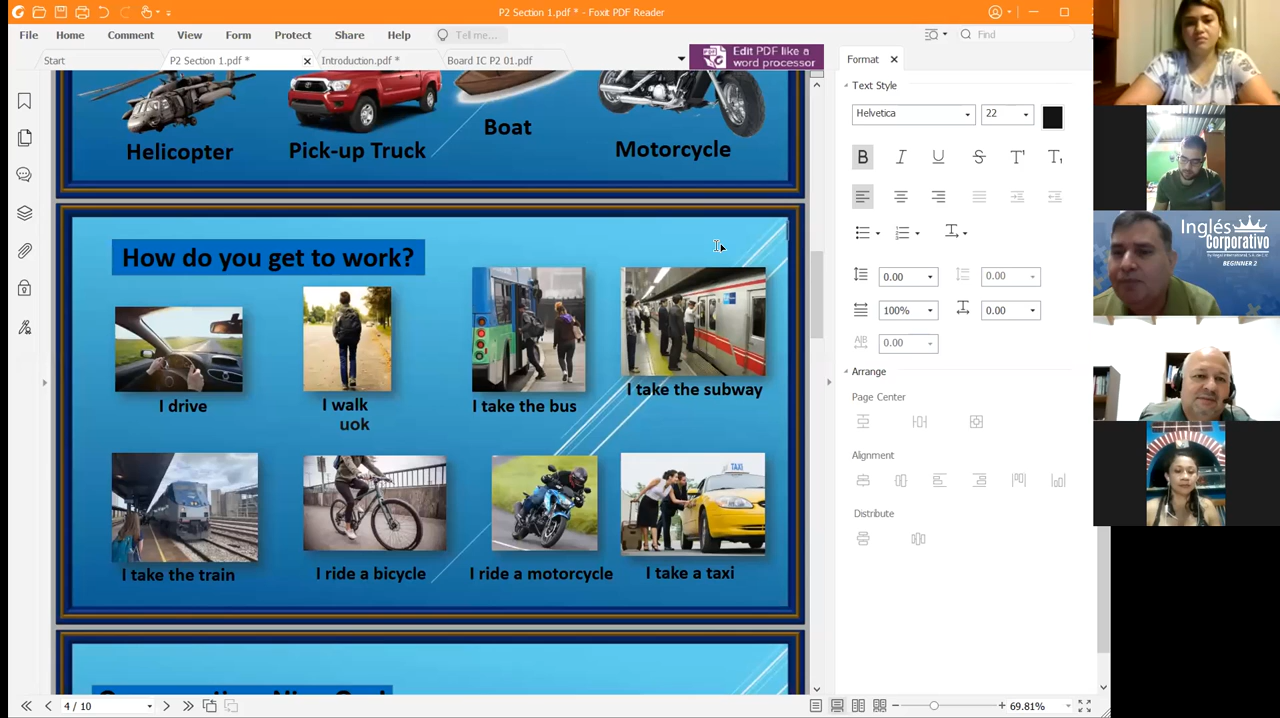 P2 Section 1.pdf * - Foxit PDF Reader
File Home Comment View Form Protect Share Help Tell me... Find
Start P2 Section 1.pdf * Introduction.pdf * Board IC P2 01.pdf
Edit PDF like a
word processor
Format
Text Style
Helvetica 22
B I U S T¹ T₁
0.00 0.00
100% 0.00
0.00
Arrange
Page Center
Alignment
Distribute
Helicopter
Pick-up Truck
Boat
Motorcycle
How do you get to work?
I drive
I walk
uok
I take the bus
I take the subway
I take the train
I ride a bicycle
I ride a motorcycle
TAXI
I take a taxi
4 / 10
69.81%
Inglés
Corporativo
BEGINNER 2